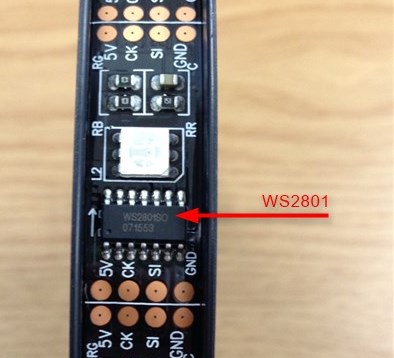 5V CK SI GND
RG C
RB RR
L2
WS2801SO
071553
WS2801
5V CK SI GND
5V CK SI GND
RG C